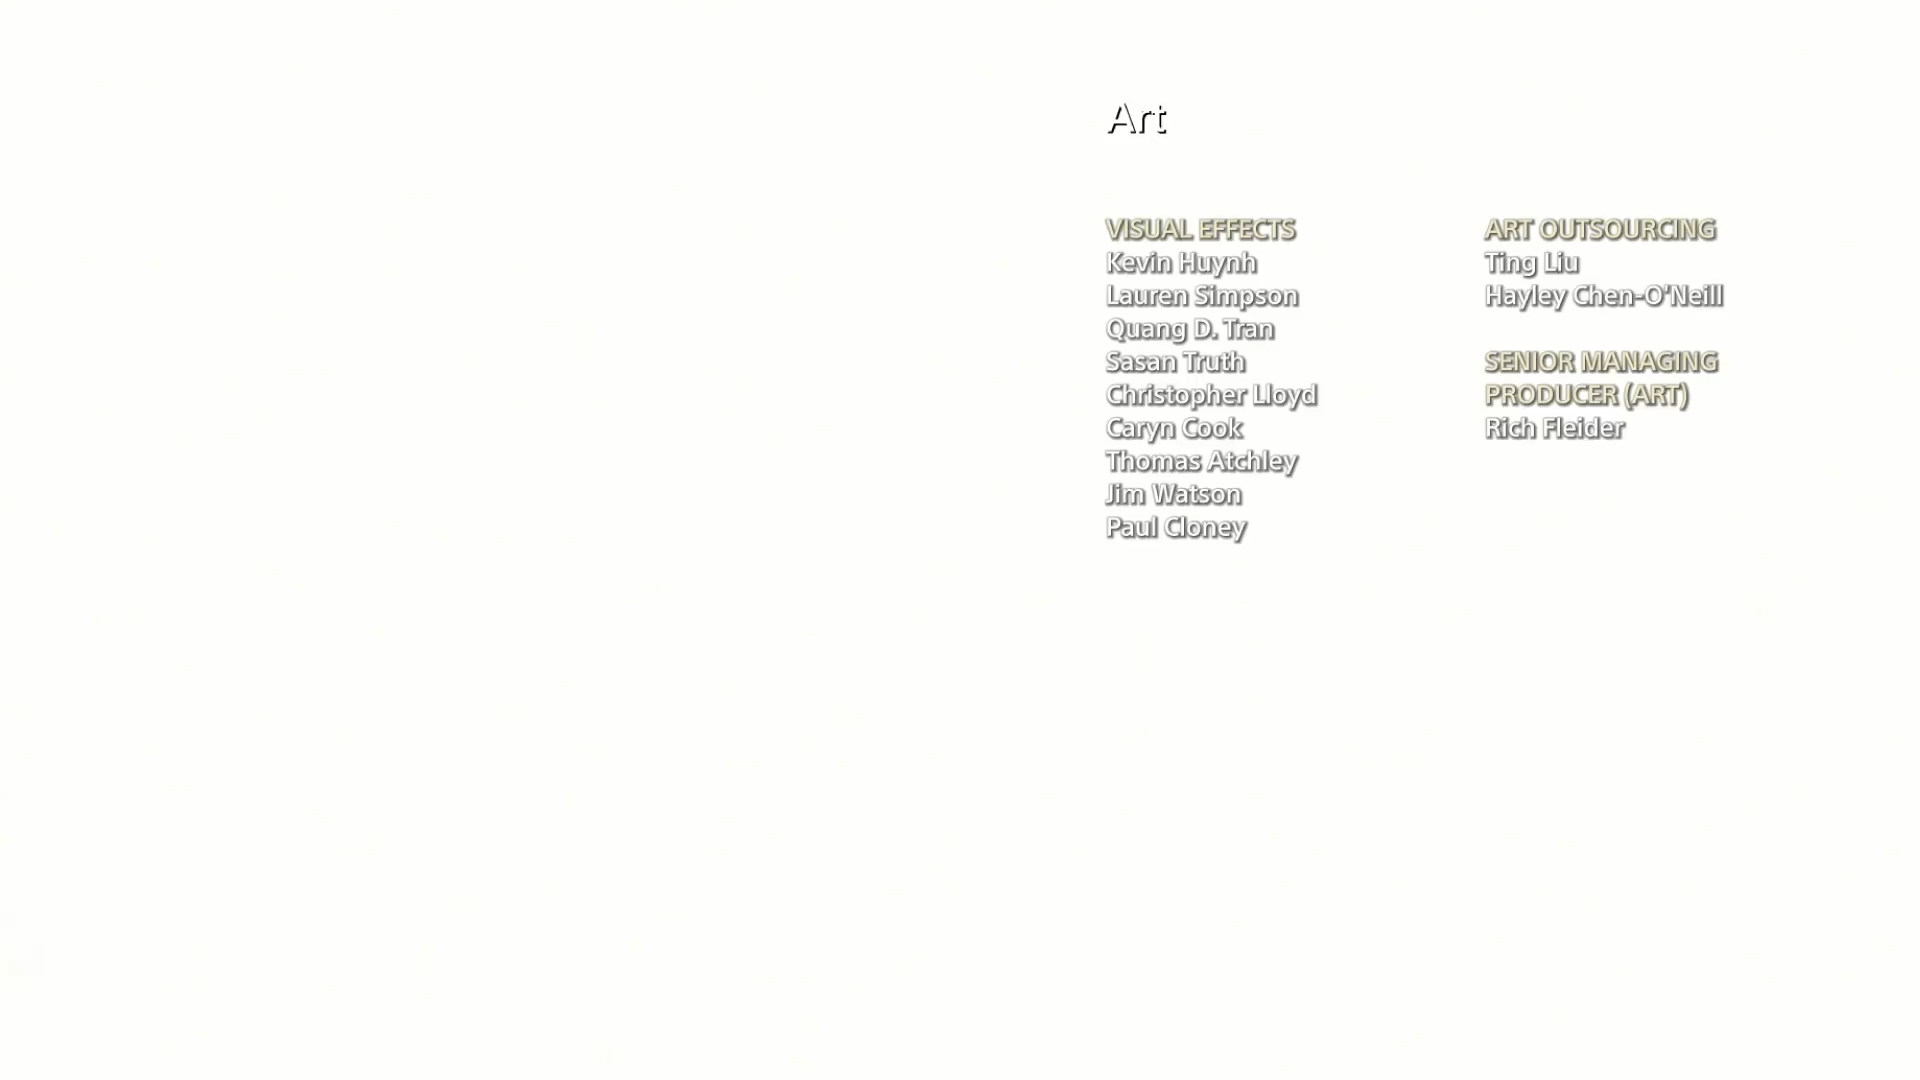 Art
VISUAL EFFECTS
Kevin Huynh
Lauren Simpson
Quang D. Tran
Sasan Truth
Christopher Lloyd
Caryn Cook
Thomas Atchley
Jim Watson
Paul Cloney
ART OUTSOURCING
Ting Liu
Hayley Chen-O'Neill
SENIOR MANAGING
PRODUCER (ART)
Rich Fleider